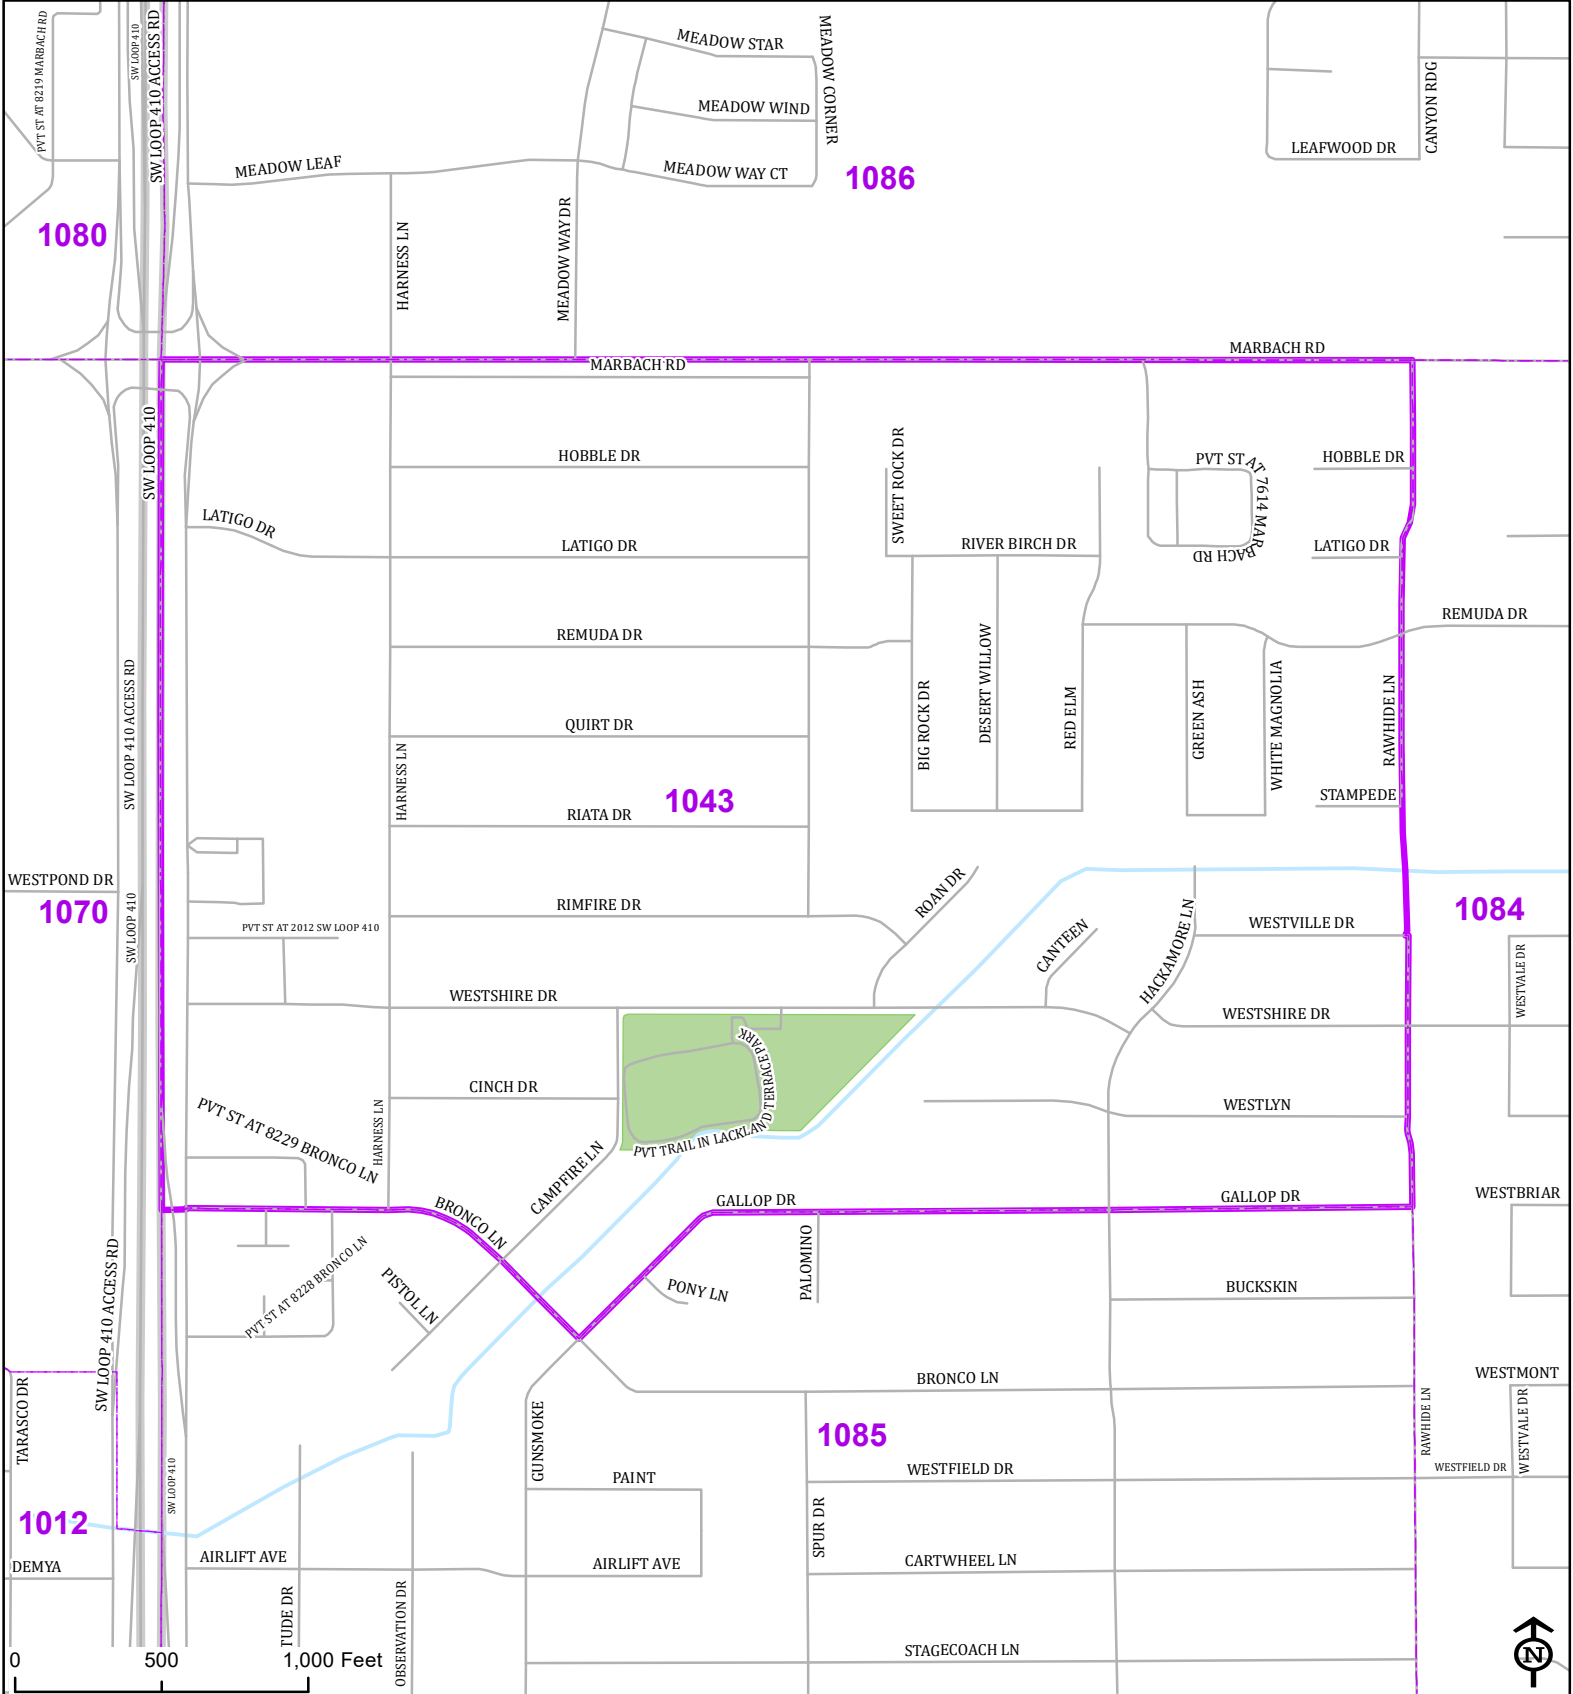 PVT ST AT 8219 MARBACH RD
SW LOOP 410
SW LOOP 410 ACCESS RD
MEADOW STAR
MEADOW CORNER
MEADOW WIND
MEADOW WAY CT
MEADOW LEAF
CANYON RDG
LEAFWOOD DR
1086
1080
HARNESS LN
MEADOW WAY DR
MARBACH RD
MARBACH RD
SW LOOP 410
HOBBLE DR
SWEET ROCK DR
PVT ST AT 7614 MARBACH RD
HOBBLE DR
LATIGO DR
LATIGO DR
RIVER BIRCH DR
LATIGO DR
REMUDA DR
REMUDA DR
SW LOOP 410 ACCESS RD
BIG ROCK DR
DESERT WILLOW
RED ELM
GREEN ASH
WHITE MAGNOLIA
RAWHIDE LN
QUIRT DR
HARNESS LN
1043
STAMPEDE
RIATA DR
WESTPOND DR
1070
SW LOOP 410
RIMFIRE DR
ROAN DR
PVT ST AT 2012 SW LOOP 410
CANTEEN
HACKAMORE LN
WESTVILLE DR
1084
WESTVALE DR
WESTSHIRE DR
WESTSHIRE DR
CINCH DR
PVT TRAIL IN LACKLAND TERRACE PARK
WESTLYN
PVT ST AT 8229 BRONCO LN
HARNESS LN
CAMPFIRE LN
BRONCO LN
GALLOP DR
GALLOP DR
WESTBRIAR
SW LOOP 410 ACCESS RD
PVT ST AT 8228 BRONCO LN
PISTOL LN
PONY LN
PALOMINO
BUCKSKIN
TARASCO DR
BRONCO LN
WESTMONT
RAWHIDE LN
WESTVALE DR
GUNSMOKE
1085
SW LOOP 410
PAINT
WESTFIELD DR
WESTFIELD DR
1012
SPUR DR
DEMYA
AIRLIFT AVE
AIRLIFT AVE
CARTWHEEL LN
TUDE DR
OBSERVATION DR
STAGECOACH LN
0 500 1,000 Feet
N